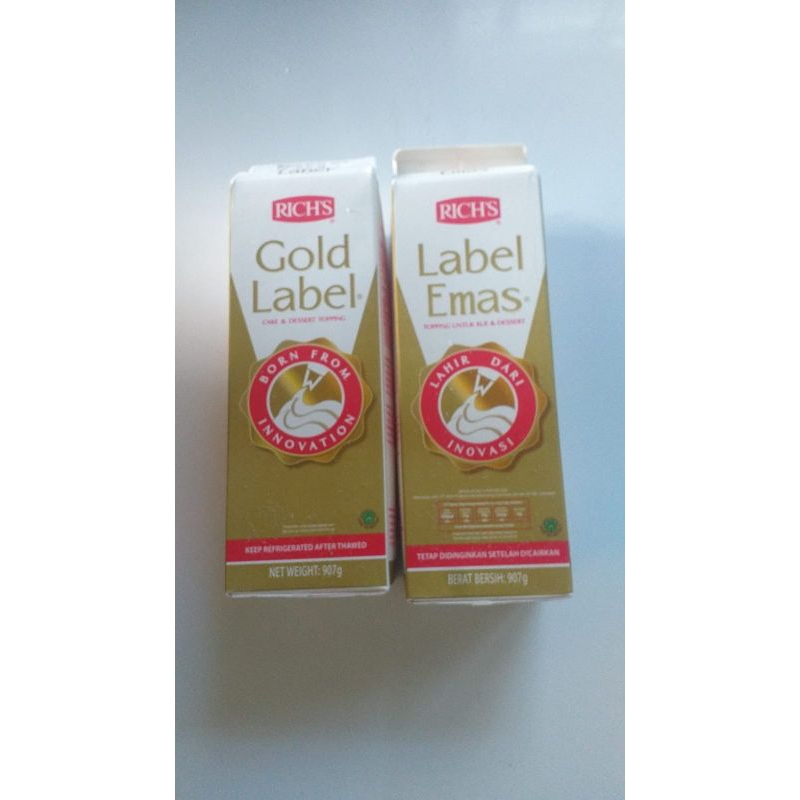 RICH'S
Gold
Label
CAKE & DESSERT TOPPING
BORN FROM
INNOVATION
KEEP REFRIGERATED AFTER THAWED
NET WEIGHT: 907g
RICH'S
Label
Emas
TOPPING UNTUK KUE & DESSERT
LAHIR DARI
INOVASI
TETAP DIDINGINKAN SETELAH DICAIRKAN
BERAT BERSIH: 907g